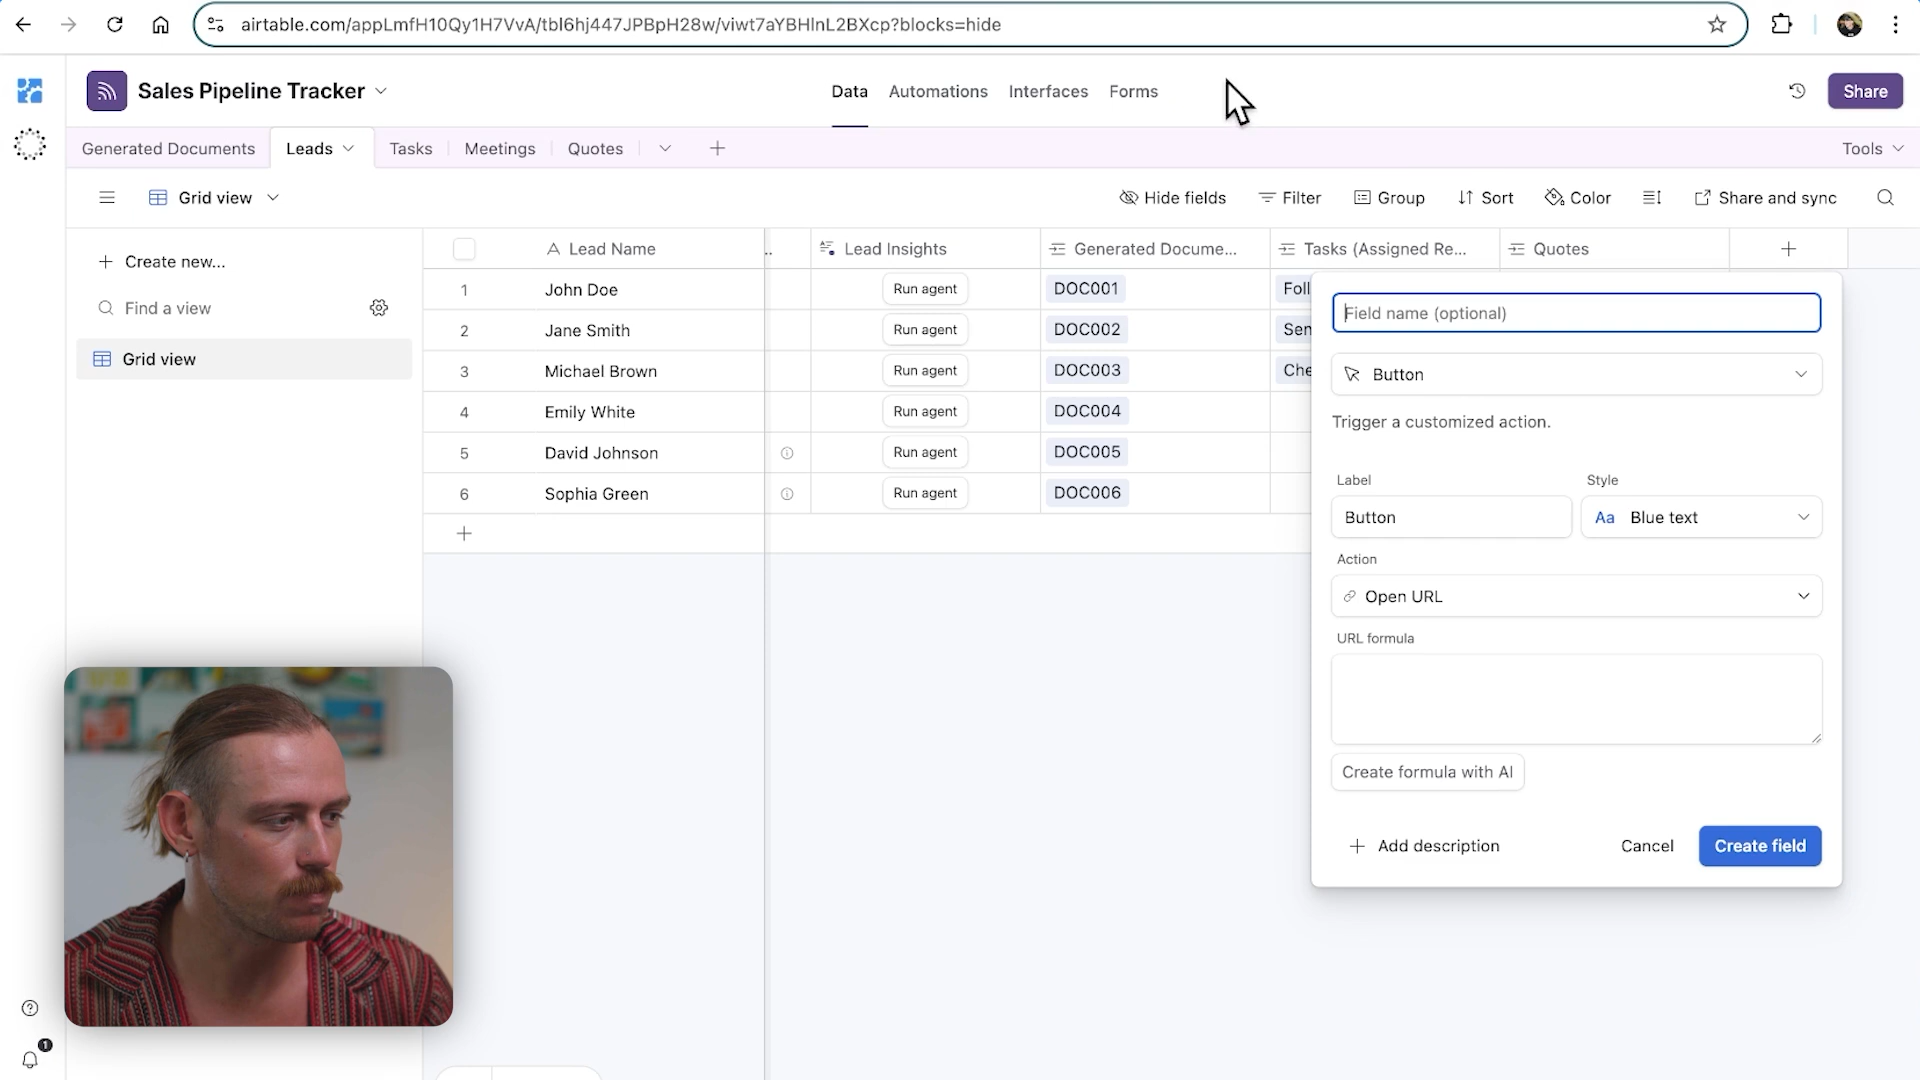 airtable.com/appLmfH10Qy1H7VvA/tbl6hj447JPBpH28w/viwt7aYBHlnL2BXcp?blocks=hide
Sales Pipeline Tracker
Data
Automations
Interfaces
Forms
Share
Generated Documents
Leads
Tasks
Meetings
Quotes
Tools
Grid view
Hide fields
Filter
Group
Sort
Color
Share and sync
Create new...
Find a view
Grid view
Lead Name
..
Lead Insights
Generated Docume...
Tasks (Assigned Re...
Quotes
1 John Doe Run agent DOC001 Foll
2 Jane Smith Run agent DOC002 Sen
3 Michael Brown Run agent DOC003 Che
4 Emily White Run agent DOC004
5 David Johnson Run agent DOC005
6 Sophia Green Run agent DOC006
Field name (optional)
Button
Trigger a customized action.
Label
Style
Button
Aa Blue text
Action
Open URL
URL formula
Create formula with AI
Add description
Cancel
Create field
1